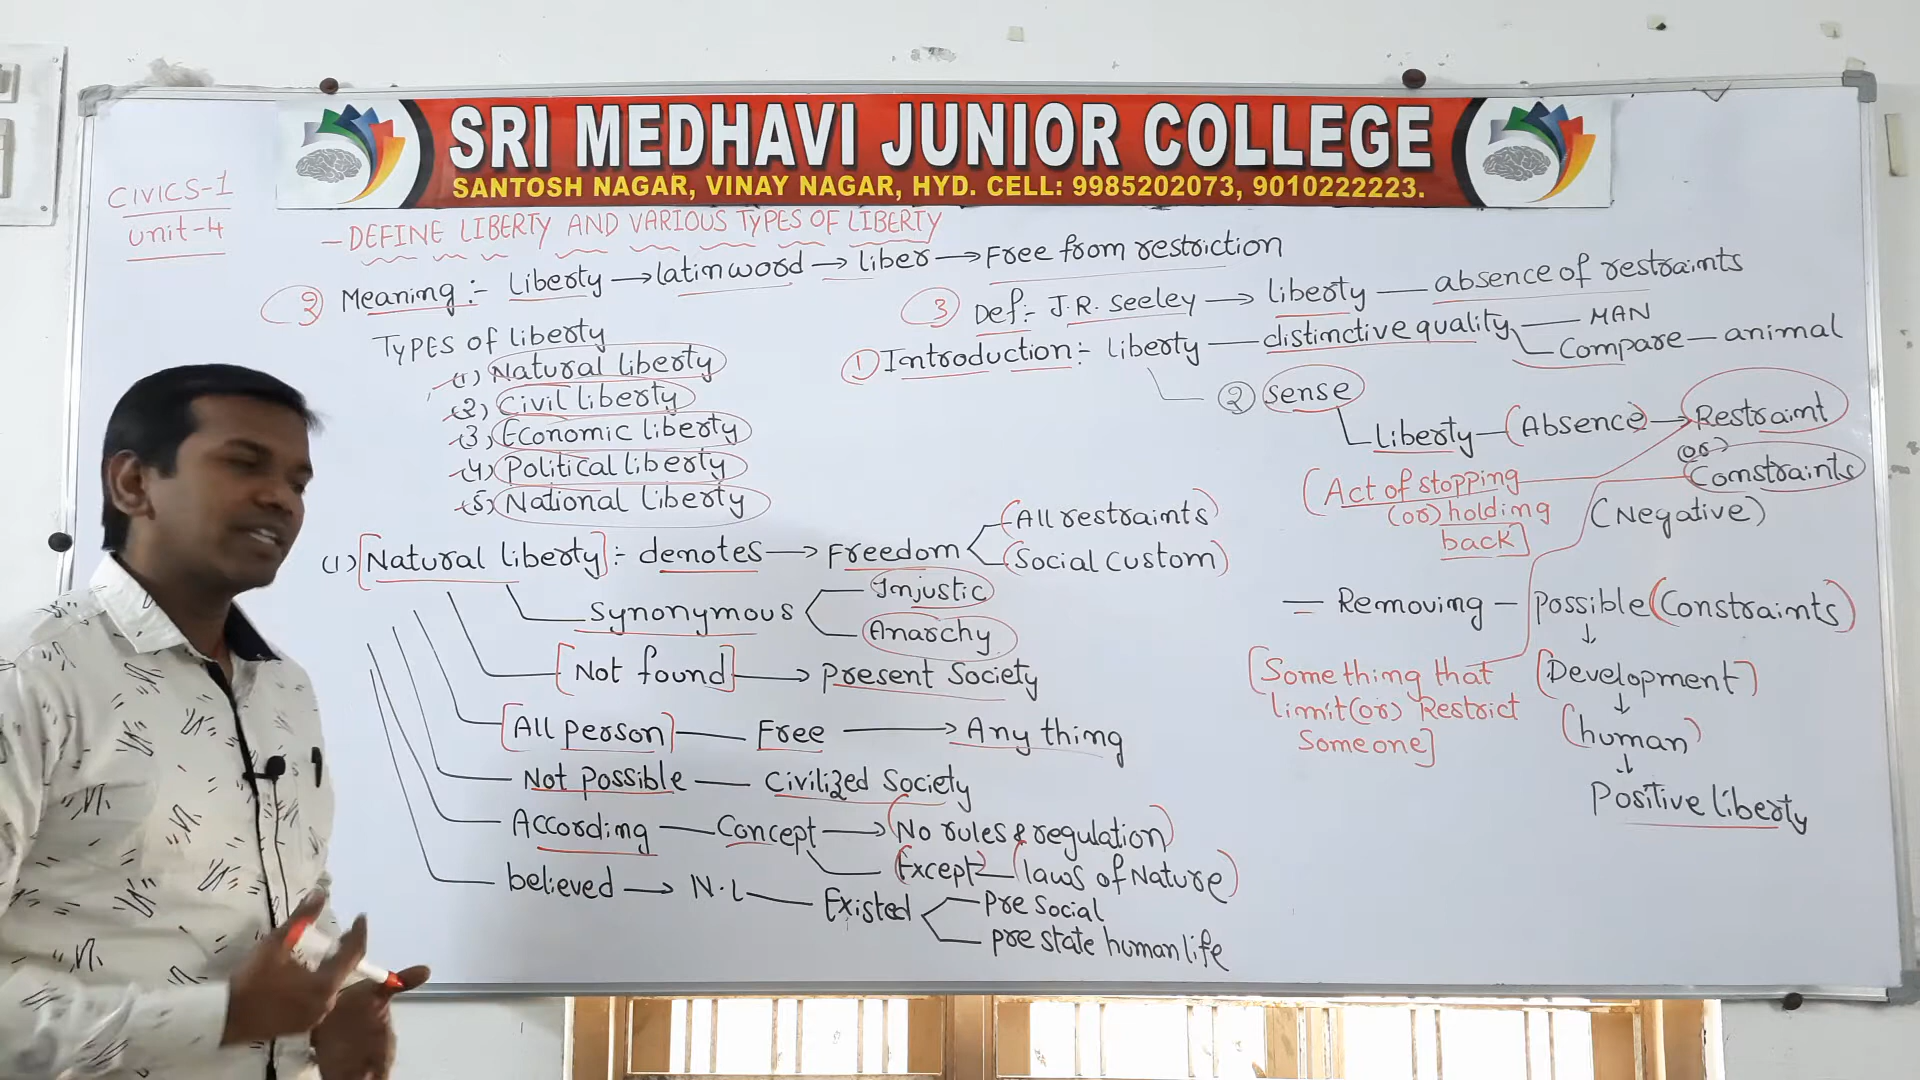 SRI MEDHAVI JUNIOR COLLEGE
SANTOSH NAGAR, VINAY NAGAR, HYD. CELL: 9985202073, 9010222223.
CIVICS-1
unit-4
- DEFINE LIBERTY AND VARIOUS TYPES OF LIBERTY
2 Meaning :- Liberty → latin word → liber → Free from restriction
TYPES of liberty
(1) Natural liberty
(2) Civil liberty
(3) Economic liberty
(4) Political liberty
(5) National liberty
3 Def:- J.R. Seeley → liberty — absence of restraints
1 Introduction:- liberty — distinctive quality — MAN
Compare — animal
2 Sense
Liberty — (Absence) → Restraint
(or)
Constraints
(Negative)
(Act of stopping
(or) holding
back]
— Removing — possible (Constraints)
↓
(Development)
↓
(human)
↓
Positive liberty
[Something that
limit (or) Restrict
Someone]
(1) [Natural liberty] :- denotes → Freedom
(All restraints)
(Social Custom)
Synonymous
Injustic
Anarchy
[Not found] → Present Society
[All person] — Free → Any thing
Not possible — Civilized Society
According — Concept → (No rules & regulation)
(Except) — (laws of Nature)
believed → N.L — Existed
Pre Social
pre state human life